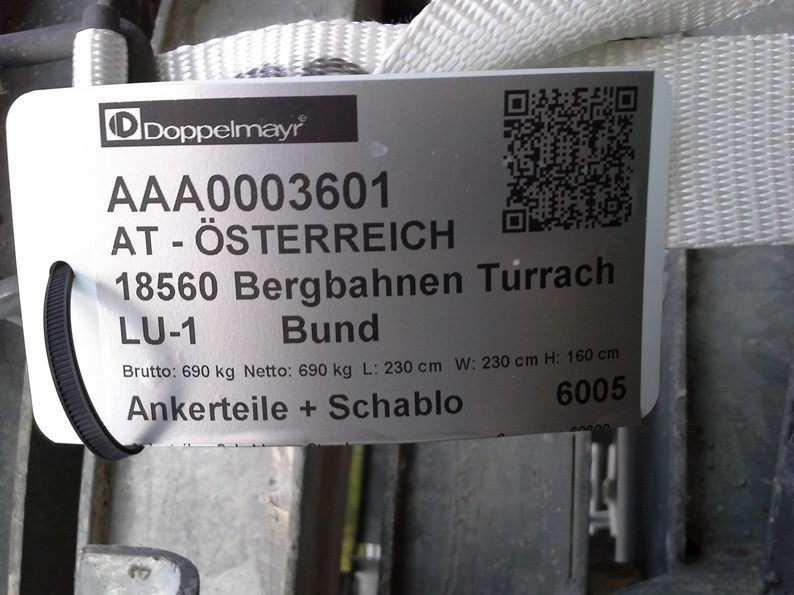 Doppelmayr
AAA0003601
AT - ÖSTERREICH
18560 Bergbahnen Turrach
LU-1 Bund
Brutto: 690 kg Netto: 690 kg L: 230 cm W: 230 cm H: 160 cm
Ankerteile + Schablo 6005